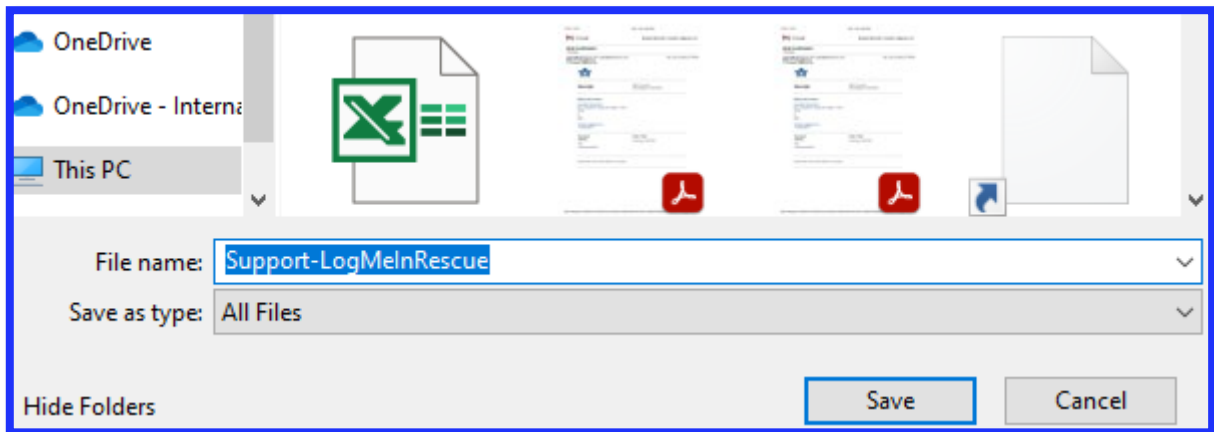 OneDrive
OneDrive - Interna
This PC
File name: Support-LogMeInRescue
Save as type: All Files
Hide Folders Save Cancel